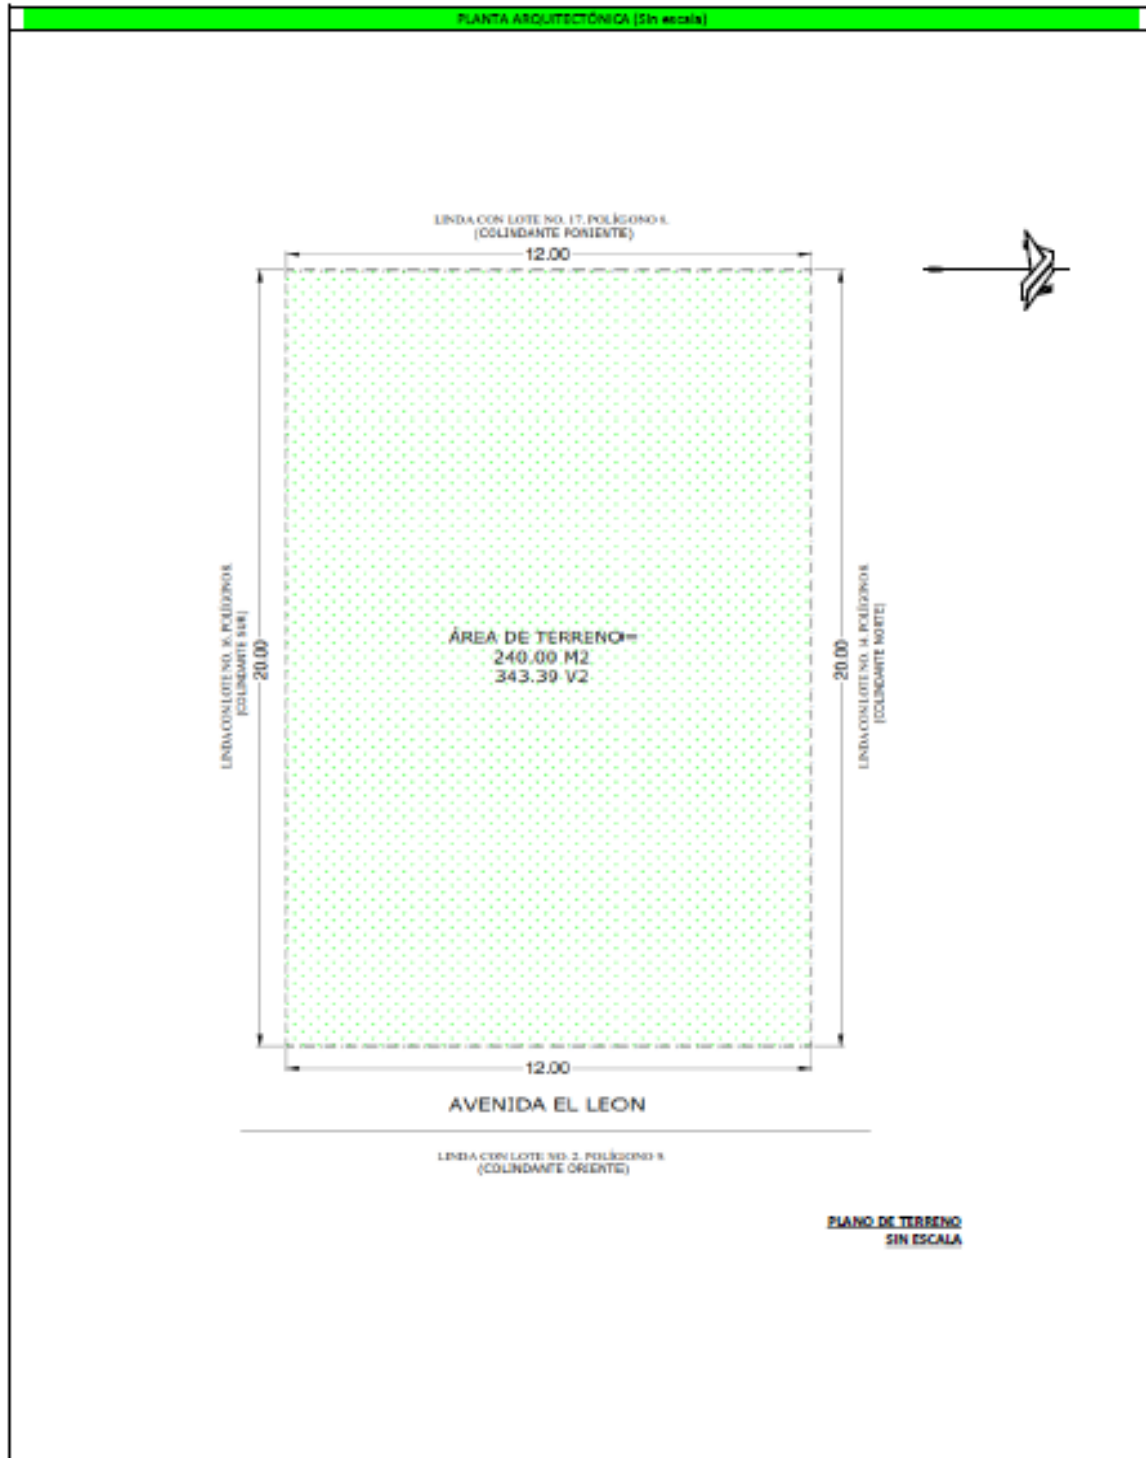 PLANTA ARQUITECTÓNICA (Sin escala)
LINDA CON LOTE NO. 17. POLÍGONO 8.
(COLINDANTE PONIENTE)
12.00
LINDA CON LOTE NO. 16. POLÍGONO 8.
(COLINDANTE SUR)
20.00
ÁREA DE TERRENO=
240.00 M2
343.39 V2
20.00
LINDA CON LOTE NO. 14. POLÍGONO 8.
(COLINDANTE NORTE)
12.00
AVENIDA EL LEON
LINDA CON LOTE NO. 2. POLÍGONO 9.
(COLINDANTE ORIENTE)
PLANO DE TERRENO
SIN ESCALA